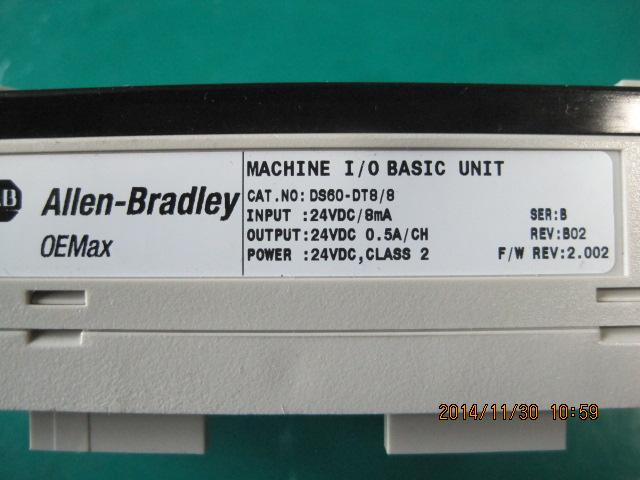 MACHINE I/O BASIC UNIT
AB Allen-Bradley
OEMax
CAT.NO: DS60-DT8/8
INPUT :24VDC/8mA SER:B
OUTPUT:24VDC 0.5A/CH REV:B02
POWER :24VDC,CLASS 2 F/W REV:2.002
2014/11/30 10:59